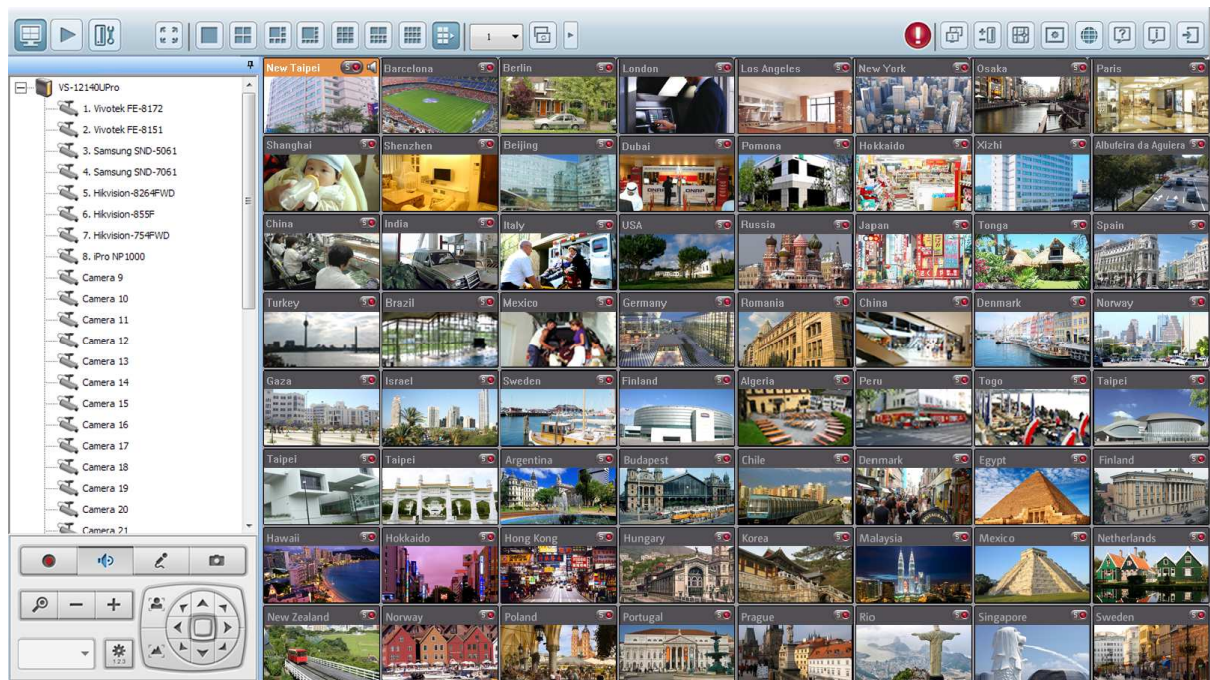 1
VS-12140UPro
1. Vivotek FE-8172
2. Vivotek FE-8151
3. Samsung SND-5061
4. Samsung SND-7061
5. Hikvision-8264FWD
6. Hikvision-855F
7. Hikvision-754FWD
8. iPro NP1000
Camera 9
Camera 10
Camera 11
Camera 12
Camera 13
Camera 14
Camera 15
Camera 16
Camera 17
Camera 18
Camera 19
Camera 20
Camera 21
123
New Taipei Barcelona Berlin London Los Angeles New York Osaka Paris
Shanghai Shenzhen Beijing Dubai Pomona Hokkaido Xizhi Albufeira da Aguiera
QNAP QNAP
China India Italy USA Russia Japan Tonga Spain
Turkey Brazil Mexico Germany Romania China Denmark Norway
Gaza Israel Sweden Finland Algeria Peru Togo Taipei
Taipei Taipei Argentina Budapest Chile Denmark Egypt Finland
Hawaii Hokkaido Hong Kong Hungary Korea Malaysia Mexico Netherlands
New Zealand Norway Poland Portugal Prague Rio Singapore Sweden